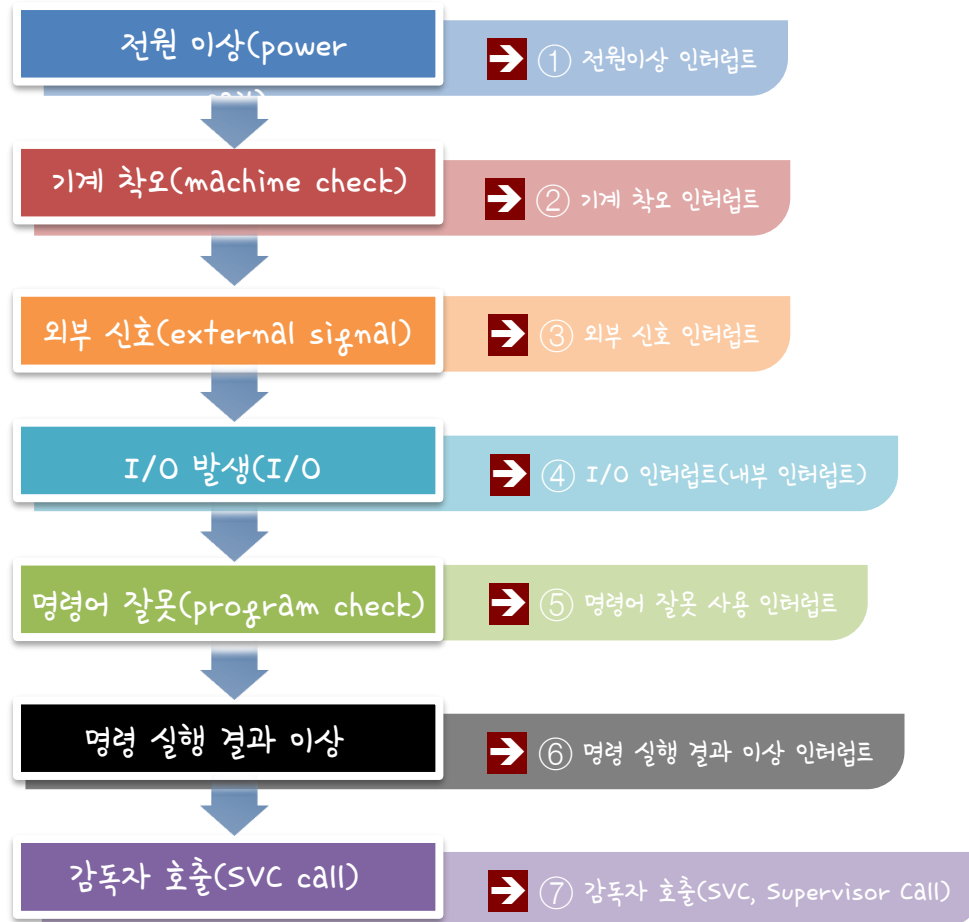 전원 이상(power
① 전원이상 인터럽트
기계 착오(machine check)
② 기계 착오 인터럽트
외부 신호(external signal)
③ 외부 신호 인터럽트
I/O 발생(I/O
④ I/O 인터럽트(내부 인터럽트)
명령어 잘못(program check)
⑤ 명령어 잘못 사용 인터럽트
명령 실행 결과 이상
⑥ 명령 실행 결과 이상 인터럽트
감독자 호출(SVC call)
⑦ 감독자 호출(SVC, Supervisor Call)